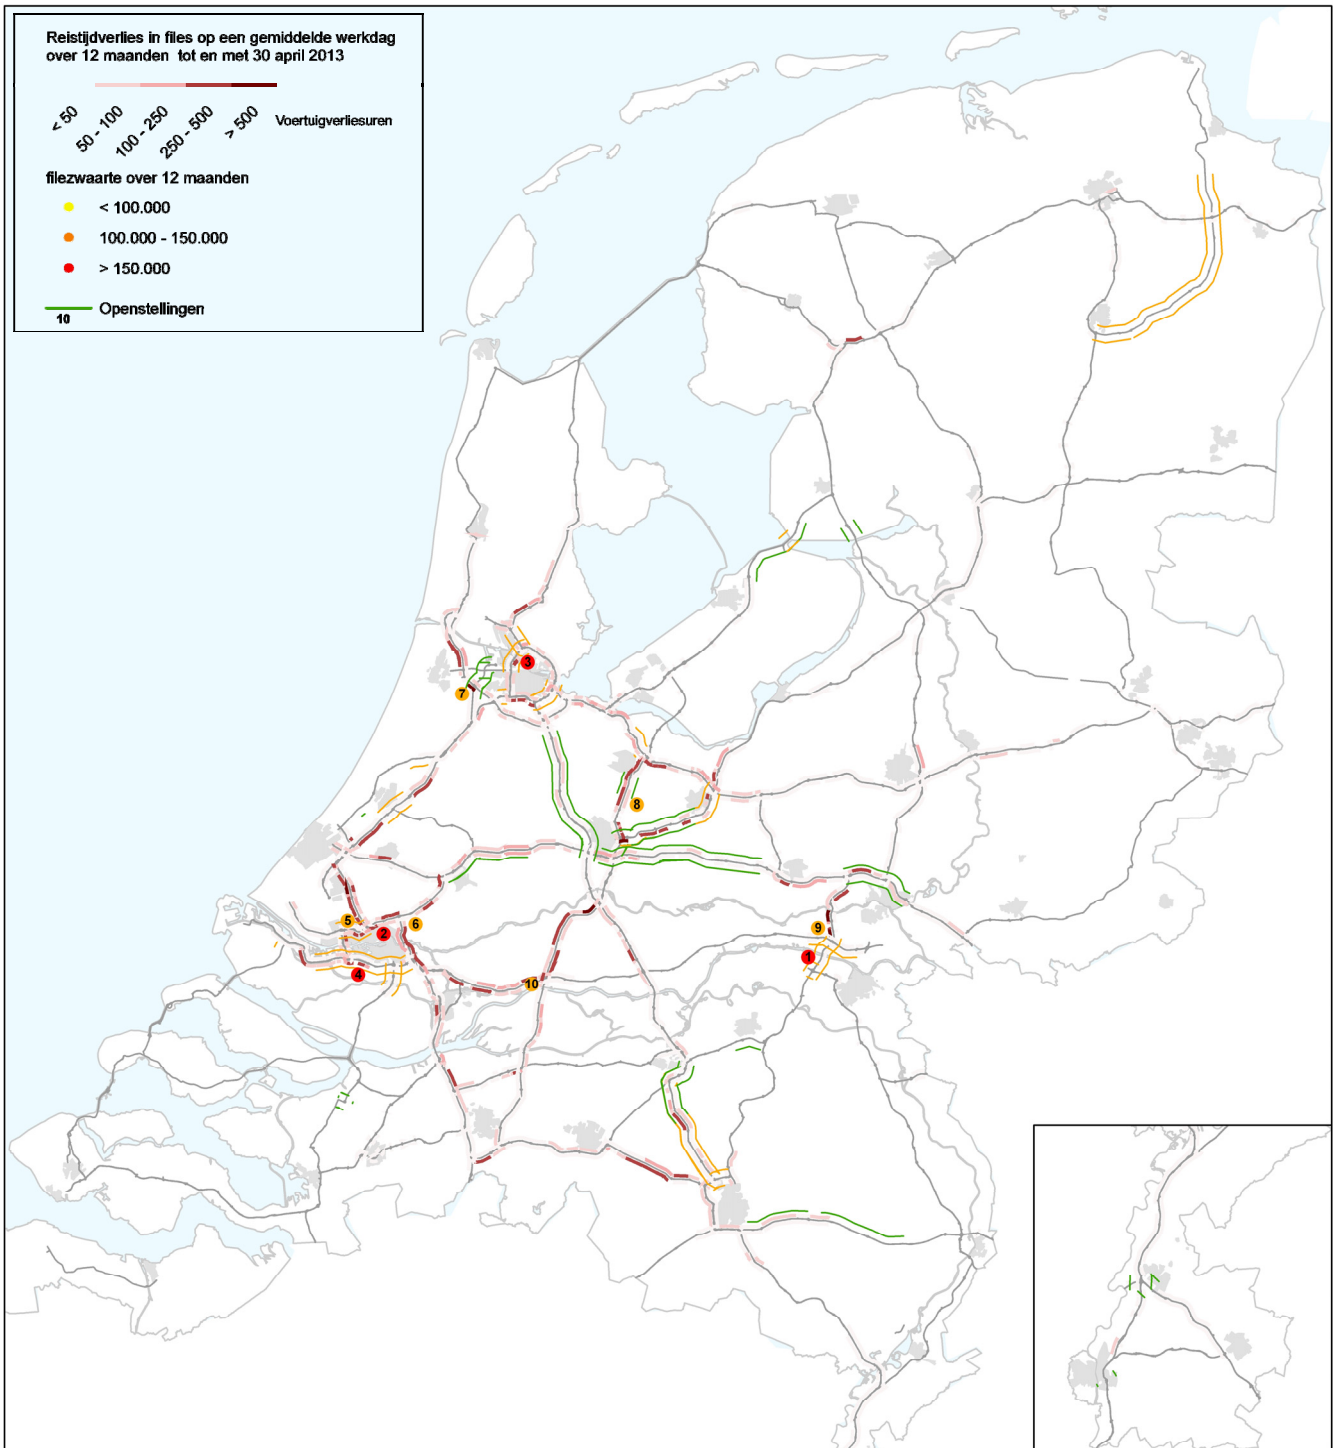 Reistijdverlies in files op een gemiddelde werkdag
over 12 maanden tot en met 30 april 2013
< 50
50 - 100
100 - 250
250 - 500
> 500
Voertuigverliesuren
filezwaarte over 12 maanden
< 100.000
100.000 - 150.000
> 150.000
Openstellingen
10
3
7
8
5
6
2
9
1
4
10